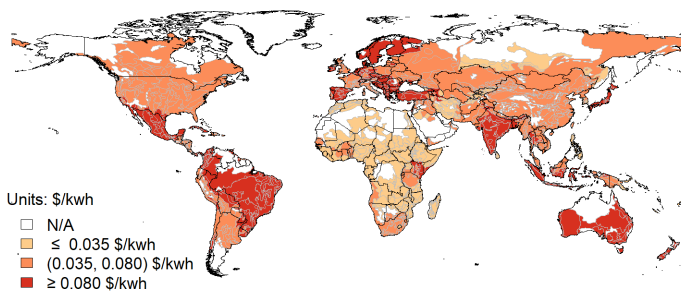 Units: $/kwh
N/A
≤ 0.035 $/kwh
(0.035, 0.080) $/kwh
≥ 0.080 $/kwh